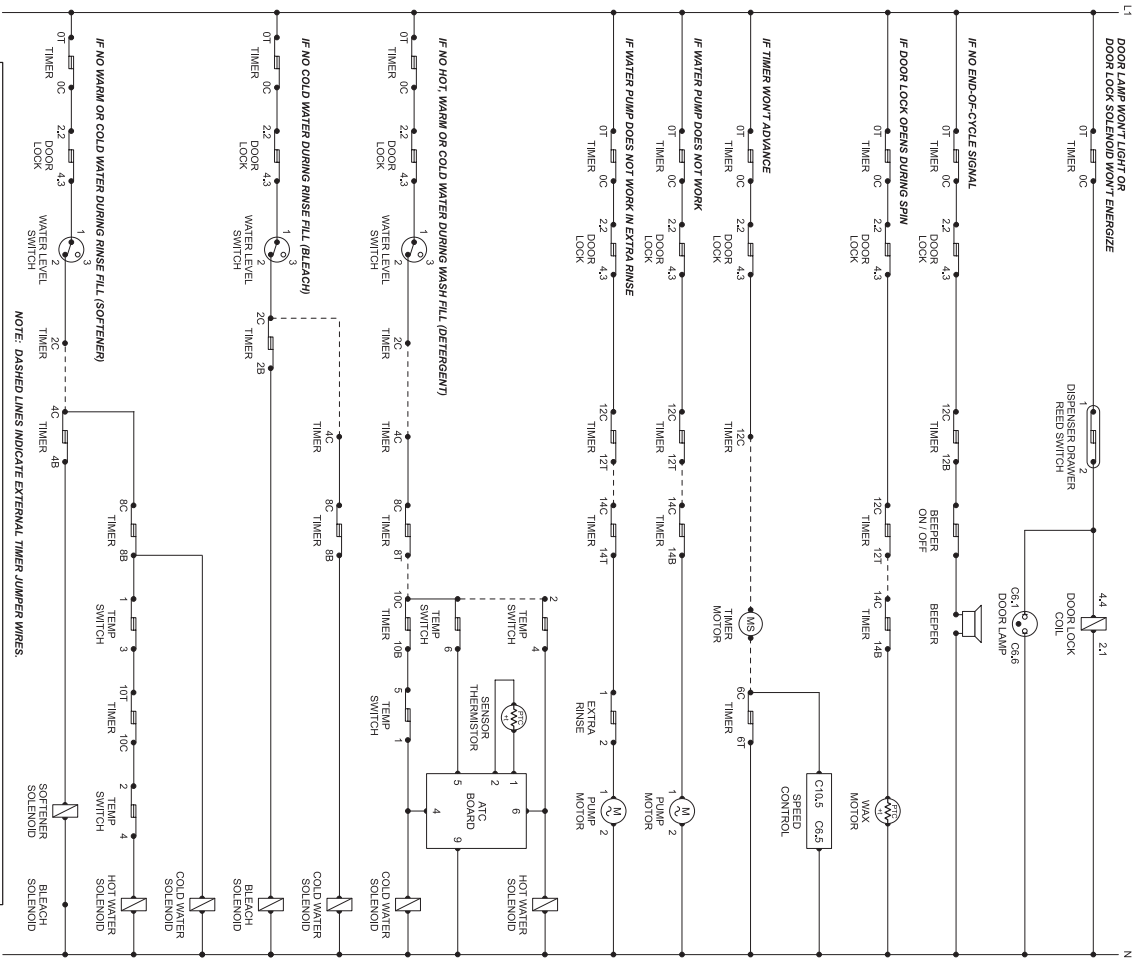 L1
N
DOOR LAMP WON'T LIGHT OR
DOOR LOCK SOLENOID WON'T ENERGIZE
0T 0C
TIMER
1 2
DISPENSER DRAWER
REED SWITCH
4.4 2.1
DOOR LOCK
COIL
C6.1 C6.6
DOOR LAMP
IF NO END-OF-CYCLE SIGNAL
0T 0C
TIMER
2.2 4.3
DOOR
LOCK
12C 12B
TIMER
BEEPER
ON / OFF
BEEPER
IF DOOR LOCK OPENS DURING SPIN
0T 0C
TIMER
2.2 4.3
DOOR
LOCK
12C 12T
TIMER
14C 14B
TIMER
PTC
+t
WAX
MOTOR
C10.5 C6.5
SPEED
CONTROL
IF TIMER WON'T ADVANCE
0T 0C
TIMER
2.2 4.3
DOOR
LOCK
12C
TIMER
MS
TIMER
MOTOR
6C 6T
TIMER
IF WATER PUMP DOES NOT WORK
0T 0C
TIMER
2.2 4.3
DOOR
LOCK
12C 12T
TIMER
14C 14B
TIMER
1 M 2
PUMP
MOTOR
IF WATER PUMP DOES NOT WORK IN EXTRA RINSE
0T 0C
TIMER
2.2 4.3
DOOR
LOCK
12C 12T
TIMER
14C 14T
TIMER
1 2
EXTRA
RINSE
1 M 2
PUMP
MOTOR
IF NO HOT, WARM OR COLD WATER DURING WASH FILL (DETERGENT)
2 4
TEMP
SWITCH
HOT WATER
SOLENOID
PTC
+t
SENSOR
THERMISTOR
6
1
2
5
9
4
ATC
BOARD
6
TEMP
SWITCH
0T 0C
TIMER
2.2 4.3
DOOR
LOCK
1 3
2
WATER LEVEL
SWITCH
2C
TIMER
4C
TIMER
8C 8T
TIMER
10C 10B
TIMER
5 1
TEMP
SWITCH
COLD WATER
SOLENOID
IF NO COLD WATER DURING RINSE FILL (BLEACH)
4C
TIMER
8C 8B
TIMER
COLD WATER
SOLENOID
0T 0C
TIMER
2.2 4.3
DOOR
LOCK
1 3
2
WATER LEVEL
SWITCH
2C 2B
TIMER
BLEACH
SOLENOID
COLD WATER
SOLENOID
IF NO WARM OR COLD WATER DURING RINSE FILL (SOFTENER)
8C 8B
TIMER
1 3
TEMP
SWITCH
10T 10C
TIMER
2 4
TEMP
SWITCH
HOT WATER
SOLENOID
0T 0C
TIMER
2.2 4.3
DOOR
LOCK
1 3
2
WATER LEVEL
SWITCH
2C
TIMER
4C 4B
TIMER
SOFTENER
SOLENOID
BLEACH
SOLENOID
NOTE: DASHED LINES INDICATE EXTERNAL TIMER JUMPER WIRES.